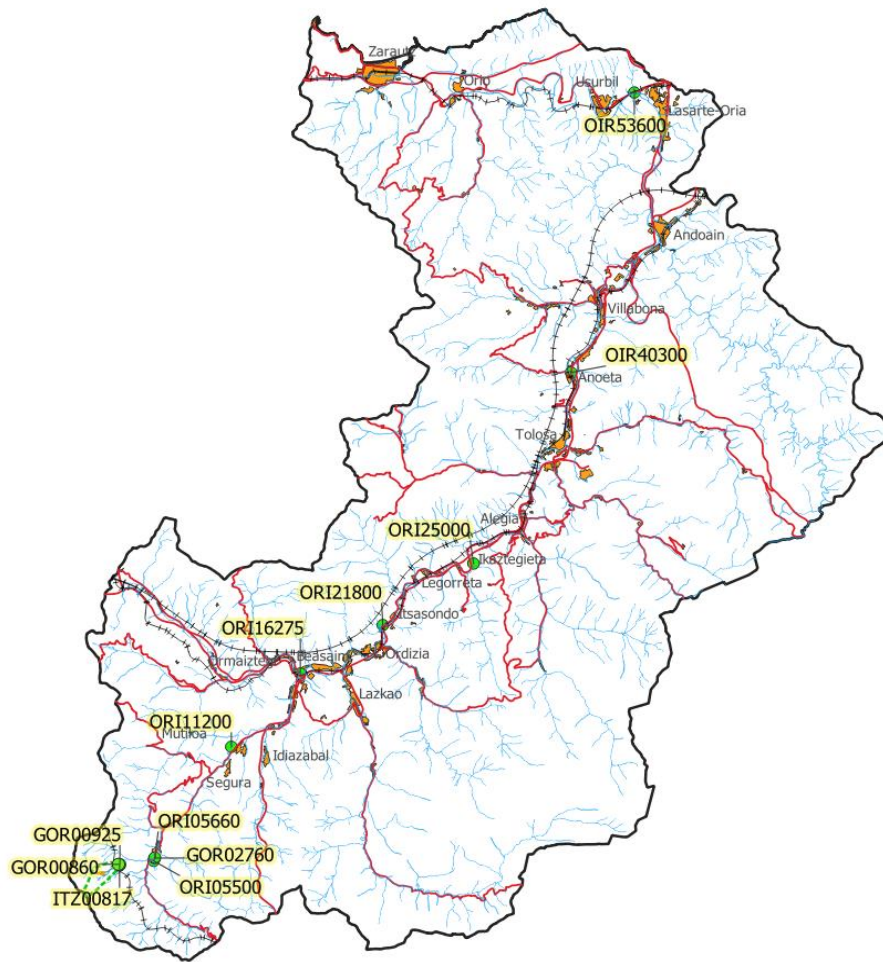 Zarautz
Orio
Usurbil
Lasarte-Oria
OIR53600
Andoain
Villabona
OIR40300
Anoeta
Tolosa
Alegia
ORI25000
Ikaztegieta
Legorreta
ORI21800
Itsasondo
ORI16275
Beasain
Ordizia
Ormaiztegi
Lazkao
ORI11200
Mutiloa
Idiazabal
Segura
ORI05660
GOR00925
GOR02760
GOR00860
ORI05500
ITZ00817